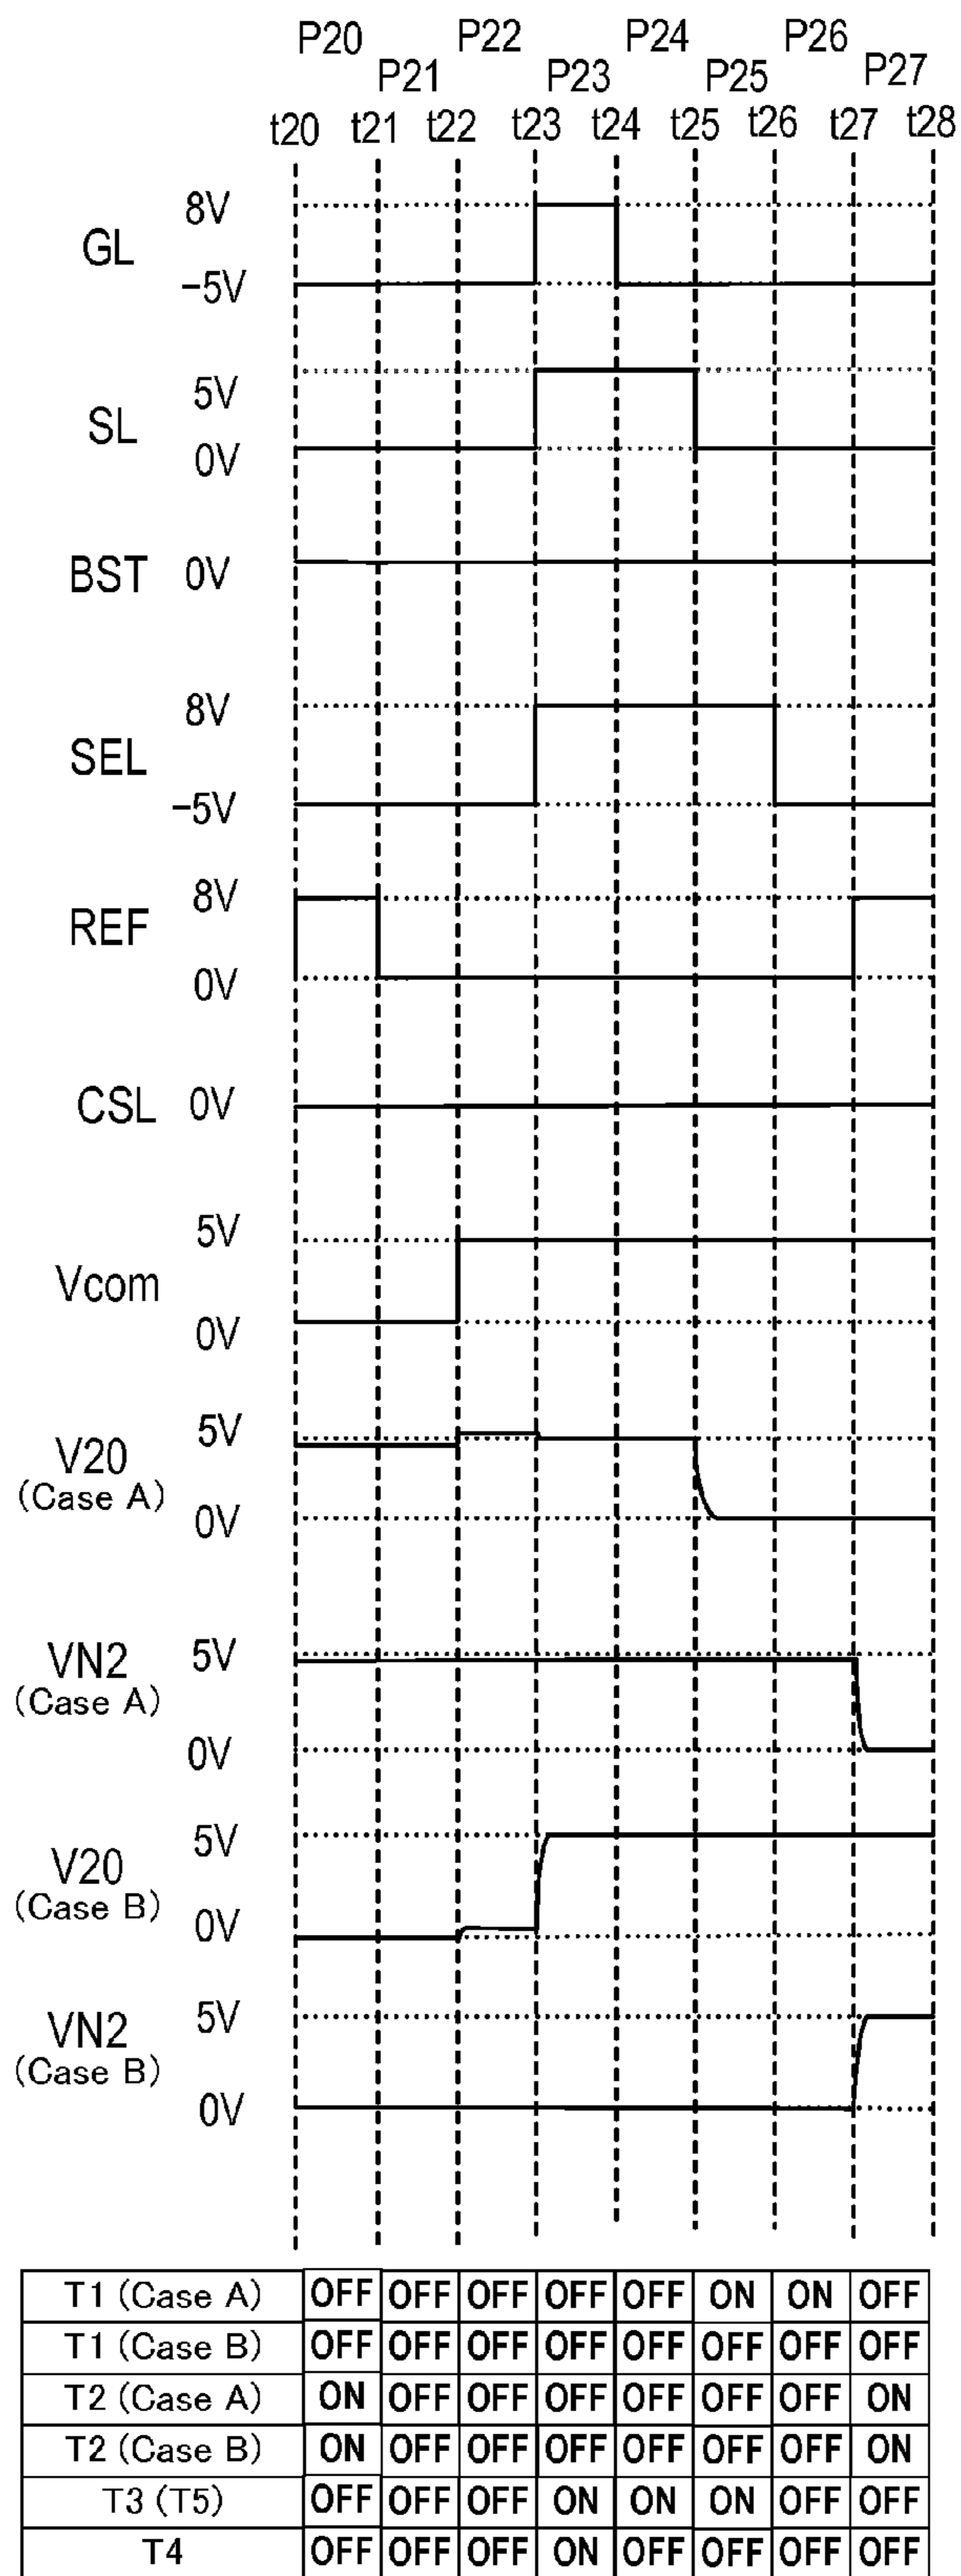 P20 P22 P24 P26
P21 P23 P25 P27
t20 t21 t22 t23 t24 t25 t26 t27 t28
8V
GL
−5V
5V
SL
0V
BST 0V
8V
SEL
−5V
8V
REF
0V
CSL 0V
5V
Vcom
0V
5V
V20
(Case A)
0V
5V
VN2
(Case A)
0V
5V
V20
(Case B)
0V
5V
VN2
(Case B)
0V
T1 (Case A) OFF OFF OFF OFF OFF ON ON OFF
T1 (Case B) OFF OFF OFF OFF OFF OFF OFF OFF
T2 (Case A) ON OFF OFF OFF OFF OFF OFF ON
T2 (Case B) ON OFF OFF OFF OFF OFF OFF ON
T3 (T5) OFF OFF OFF ON ON ON OFF OFF
T4 OFF OFF OFF ON OFF OFF OFF OFF